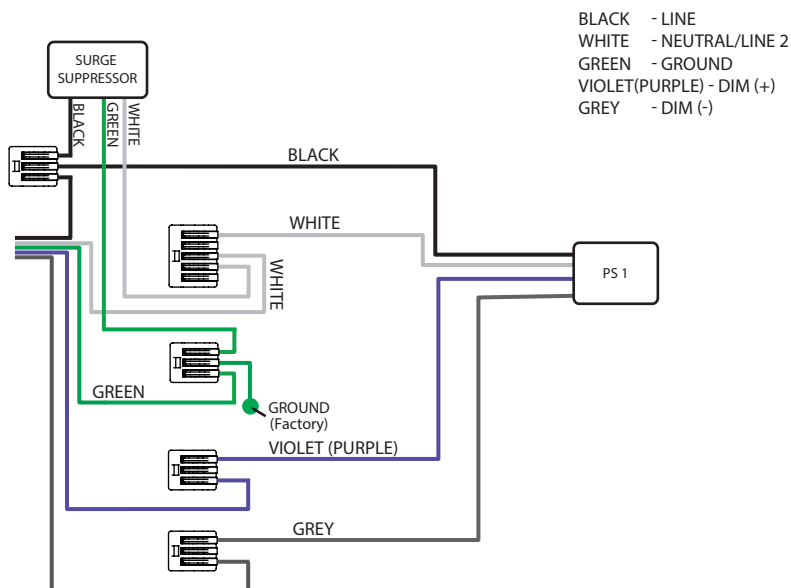 BLACK - LINE
WHITE - NEUTRAL/LINE 2
GREEN - GROUND
VIOLET(PURPLE) - DIM (+)
GREY - DIM (-)
SURGE
SUPPRESSOR
BLACK
GREEN
WHITE
BLACK
WHITE
WHITE
PS 1
GREEN
GROUND
(Factory)
VIOLET (PURPLE)
GREY